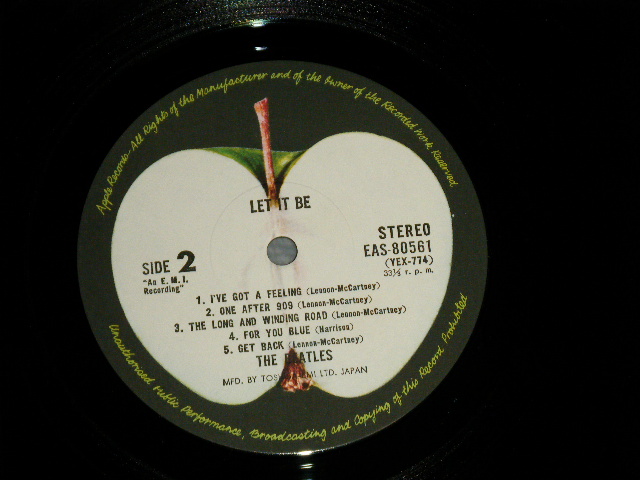 Apple Records-All Rights of the Manufacturer and of the Owner of the Recorded Work Reserved
LET IT BE
STEREO
EAS-80561
(YEX-774)
33⅓ r. p. m.
SIDE 2
"An E. M. I.
Recording"
1. I'VE GOT A FEELING (Lennon-McCartney)
2. ONE AFTER 909 (Lennon-McCartney)
3. THE LONG AND WINDING ROAD (Lennon-McCartney)
4. FOR YOU BLUE (Harrison)
5. GET BACK (Lennon-McCartney)
THE BEATLES
MFD. BY TOSHIBA EMI LTD. JAPAN
Unauthorised Public Performance, Broadcasting and Copying of this Record Prohibited